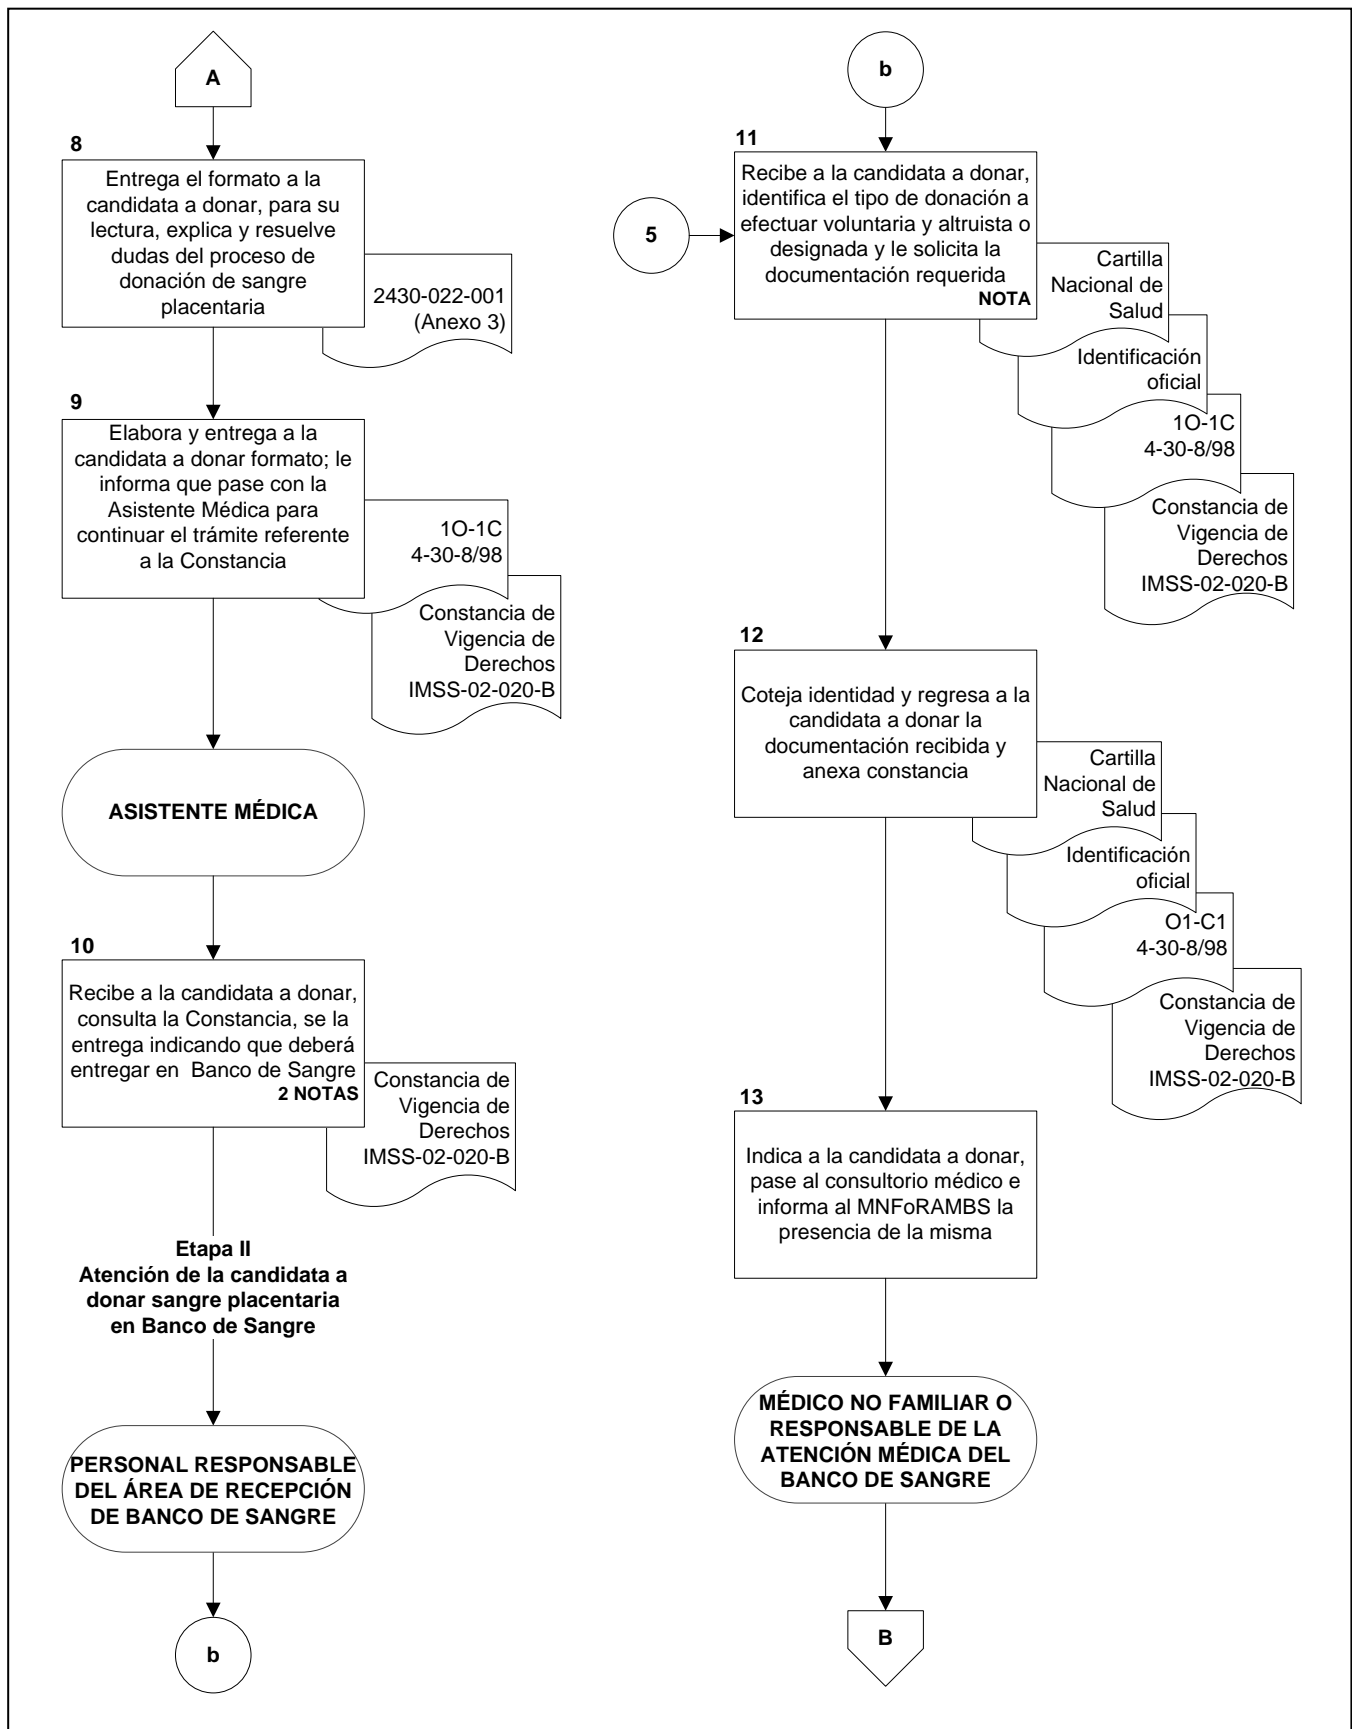 A
8
Entrega el formato a la
candidata a donar, para su
lectura, explica y resuelve
dudas del proceso de
donación de sangre
placentaria
2430-022-001
(Anexo 3)
9
Elabora y entrega a la
candidata a donar formato; le
informa que pase con la
Asistente Médica para
continuar el trámite referente
a la Constancia
1O-1C
4-30-8/98
Constancia de
Vigencia de
Derechos
IMSS-02-020-B
ASISTENTE MÉDICA
10
Recibe a la candidata a donar,
consulta la Constancia, se la
entrega indicando que deberá
entregar en Banco de Sangre
2 NOTAS
Constancia de
Vigencia de
Derechos
IMSS-02-020-B
Etapa II
Atención de la candidata a
donar sangre placentaria
en Banco de Sangre
PERSONAL RESPONSABLE
DEL ÁREA DE RECEPCIÓN
DE BANCO DE SANGRE
b
b
11
5
Recibe a la candidata a donar,
identifica el tipo de donación a
efectuar voluntaria y altruista o
designada y le solicita la
documentación requerida
NOTA
Cartilla
Nacional de
Salud
Identificación
oficial
1O-1C
4-30-8/98
Constancia de
Vigencia de
Derechos
IMSS-02-020-B
12
Coteja identidad y regresa a la
candidata a donar la
documentación recibida y
anexa constancia
Cartilla
Nacional de
Salud
Identificación
oficial
O1-C1
4-30-8/98
Constancia de
Vigencia de
Derechos
IMSS-02-020-B
13
Indica a la candidata a donar,
pase al consultorio médico e
informa al MNFoRAMBS la
presencia de la misma
MÉDICO NO FAMILIAR O
RESPONSABLE DE LA
ATENCIÓN MÉDICA DEL
BANCO DE SANGRE
B